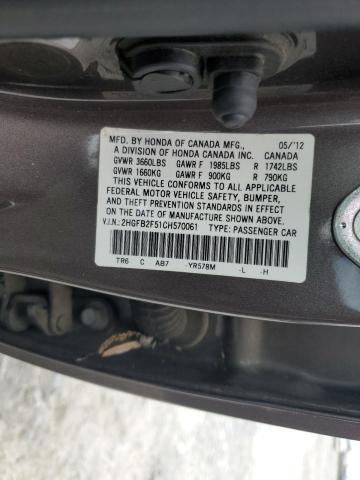 MFD. BY HONDA OF CANADA MFG., 05/'12
A DIVISION OF HONDA CANADA INC. CANADA
GVWR 3660LBS GAWR F 1985LBS R 1742LBS
GVWR 1660KG GAWR F 900KG R 790KG
THIS VEHICLE CONFORMS TO ALL APPLICABLE
FEDERAL MOTOR VEHICLE SAFETY, BUMPER,
AND THEFT PREVENTION STANDARDS IN EFFECT
ON THE DATE OF MANUFACTURE SHOWN ABOVE.
V.I.N.: 2HGFB2F51CH570061 TYPE: PASSENGER CAR
TR6 C AB7 -YR578M -L -H